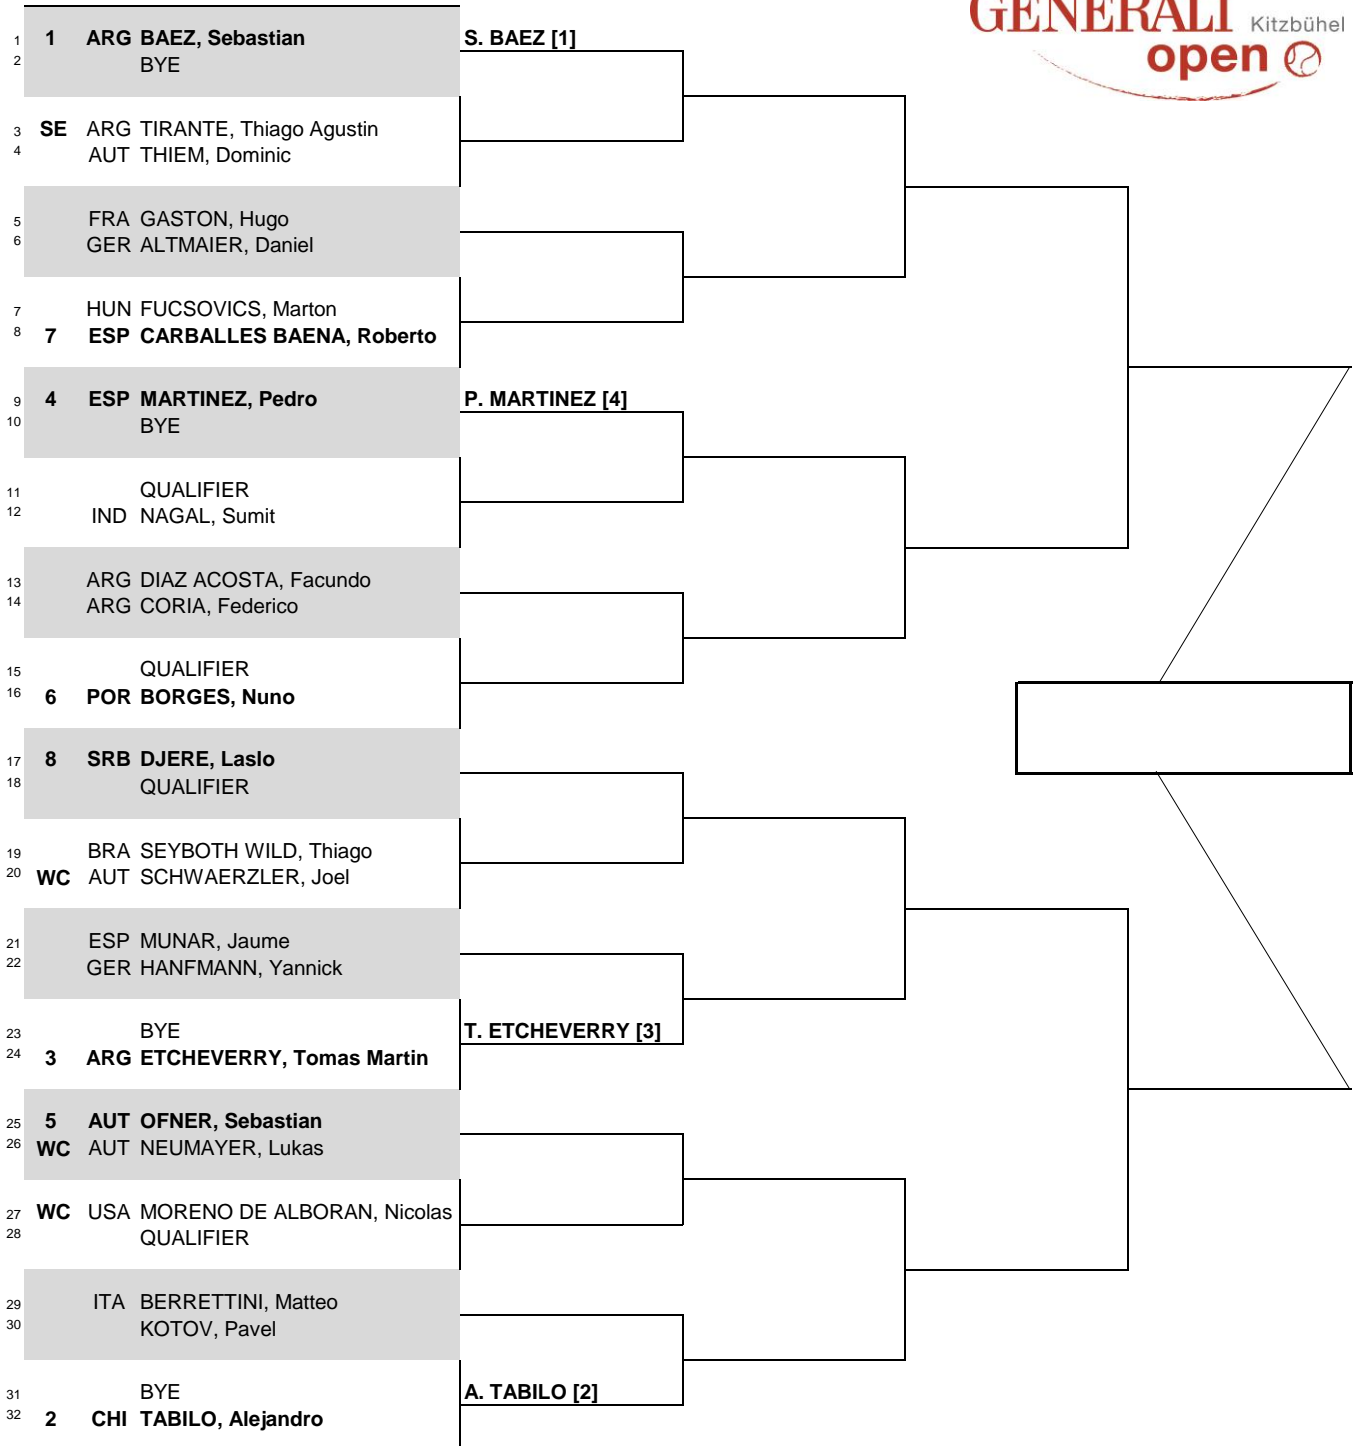 GENERALI Kitzbühel
open
1 1 ARG BAEZ, Sebastian S. BAEZ [1]
2 BYE
3 SE ARG TIRANTE, Thiago Agustin
4 AUT THIEM, Dominic
5 FRA GASTON, Hugo
6 GER ALTMAIER, Daniel
7 HUN FUCSOVICS, Marton
8 7 ESP CARBALLES BAENA, Roberto
9 4 ESP MARTINEZ, Pedro P. MARTINEZ [4]
10 BYE
11 QUALIFIER
12 IND NAGAL, Sumit
13 ARG DIAZ ACOSTA, Facundo
14 ARG CORIA, Federico
15 QUALIFIER
16 6 POR BORGES, Nuno
17 8 SRB DJERE, Laslo
18 QUALIFIER
19 BRA SEYBOTH WILD, Thiago
20 WC AUT SCHWAERZLER, Joel
21 ESP MUNAR, Jaume
22 GER HANFMANN, Yannick
23 BYE T. ETCHEVERRY [3]
24 3 ARG ETCHEVERRY, Tomas Martin
25 5 AUT OFNER, Sebastian
26 WC AUT NEUMAYER, Lukas
27 WC USA MORENO DE ALBORAN, Nicolas
28 QUALIFIER
29 ITA BERRETTINI, Matteo
30 KOTOV, Pavel
31 BYE A. TABILO [2]
32 2 CHI TABILO, Alejandro